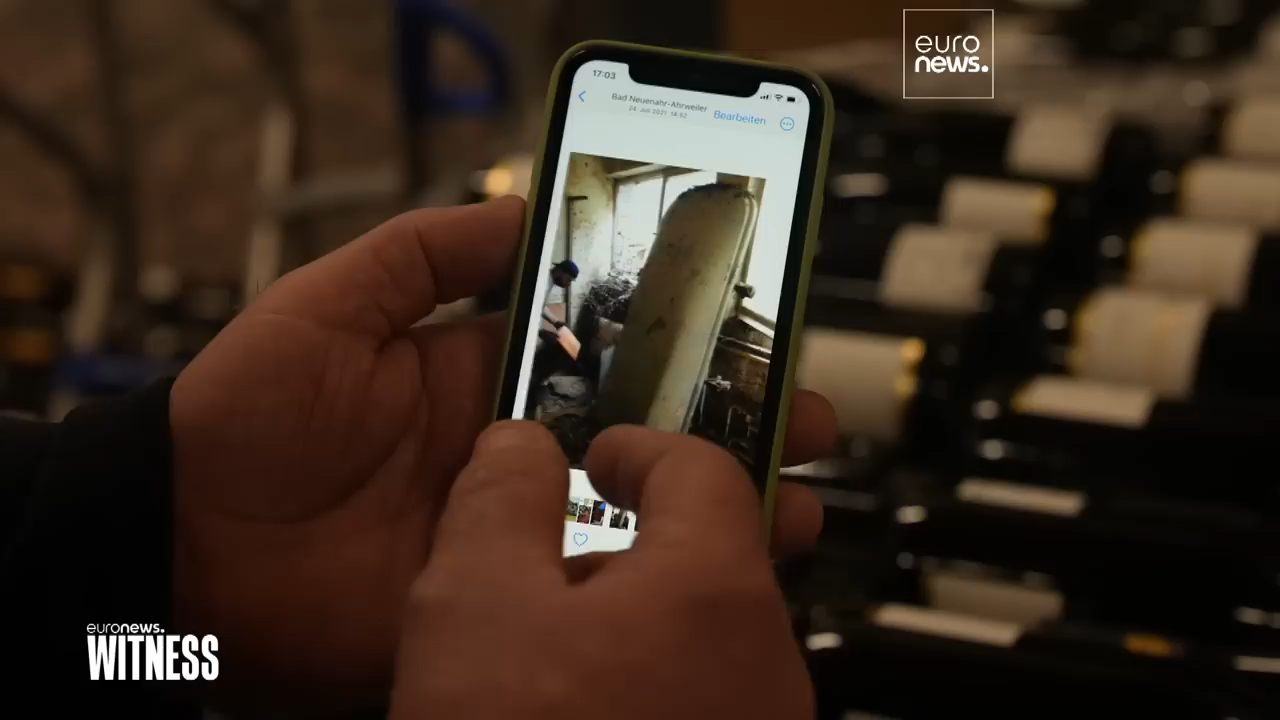 euro
news.
17:03
Bad Neuenahr-Ahrweiler
24. Juli 2021 14:52
Bearbeiten
euronews.
WITNESS